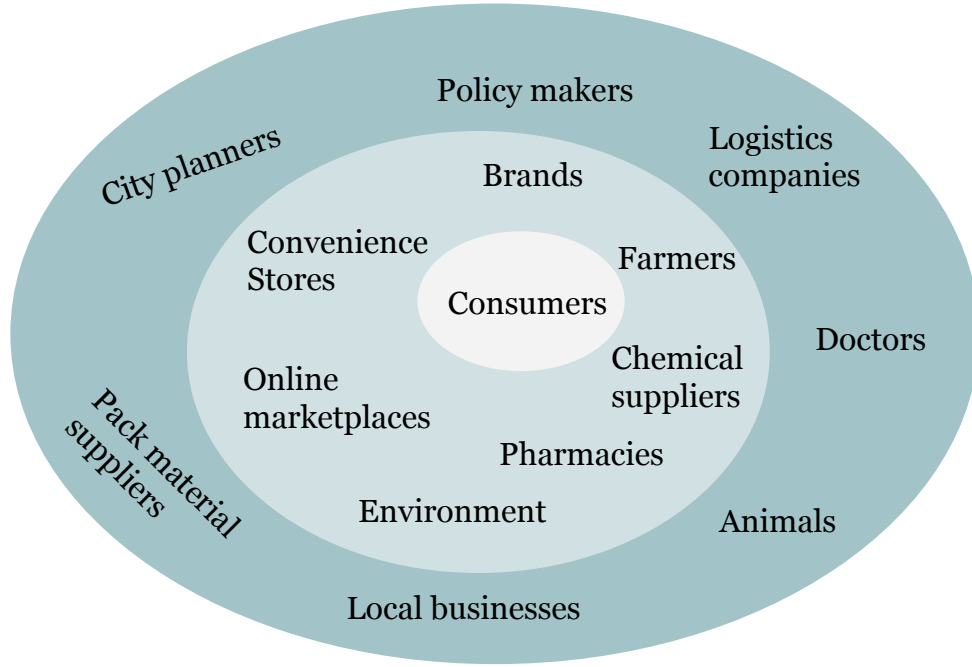 Policy makers
Logistics
companies
City planners
Brands
Convenience
Stores
Farmers
Consumers
Doctors
Chemical
suppliers
Online
marketplaces
Pack material
suppliers
Pharmacies
Environment
Animals
Local businesses